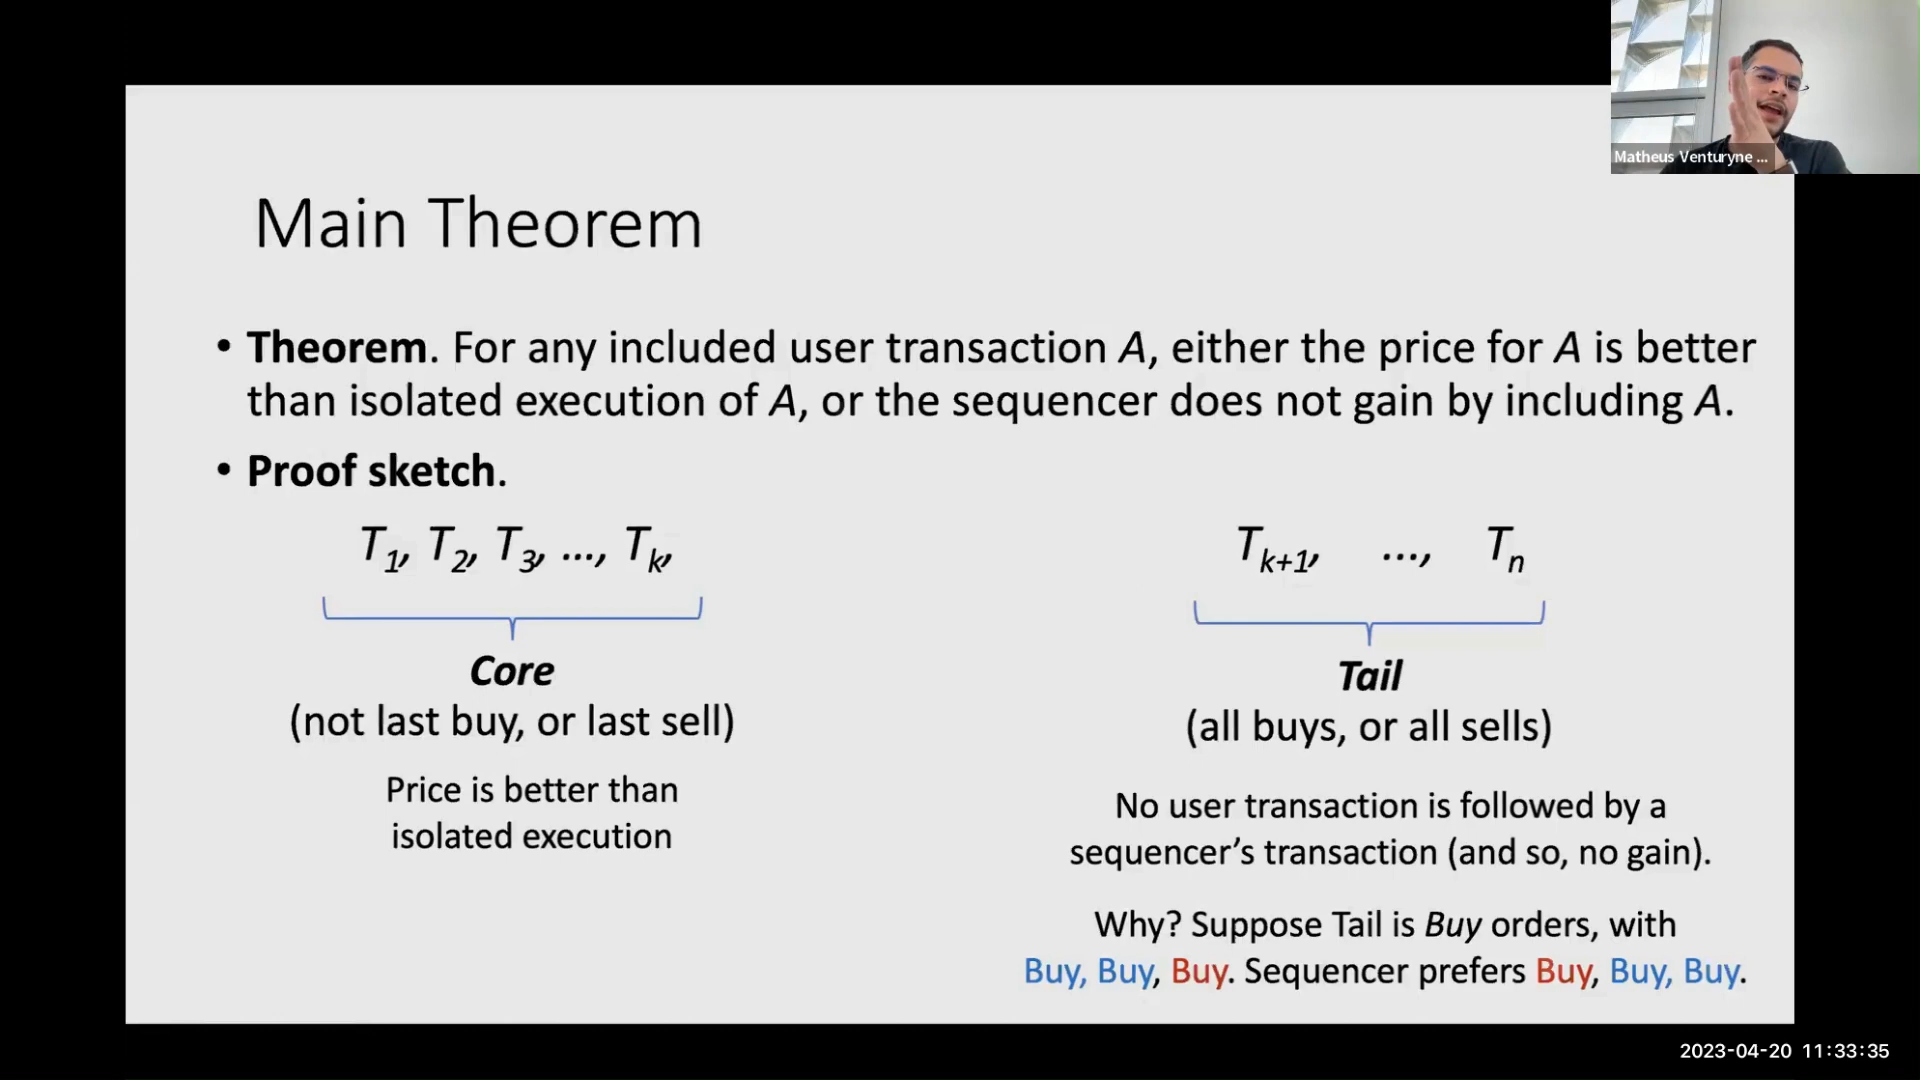 Matheus Venturyne ...
Main Theorem
• Theorem. For any included user transaction A, either the price for A is better
than isolated execution of A, or the sequencer does not gain by including A.
• Proof sketch.
T1, T2, T3, ..., Tk,
Tk+1, ..., Tn
Core
(not last buy, or last sell)
Price is better than
isolated execution
Tail
(all buys, or all sells)
No user transaction is followed by a
sequencer's transaction (and so, no gain).
Why? Suppose Tail is Buy orders, with
Buy, Buy, Buy. Sequencer prefers Buy, Buy, Buy.
2023-04-20 11:33:35